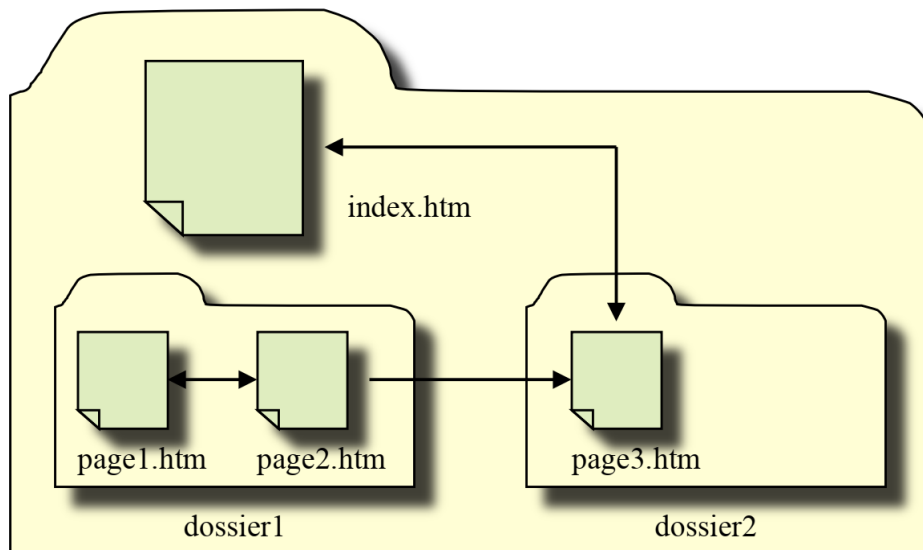 index.htm
page1.htm
page2.htm
page3.htm
dossier1
dossier2